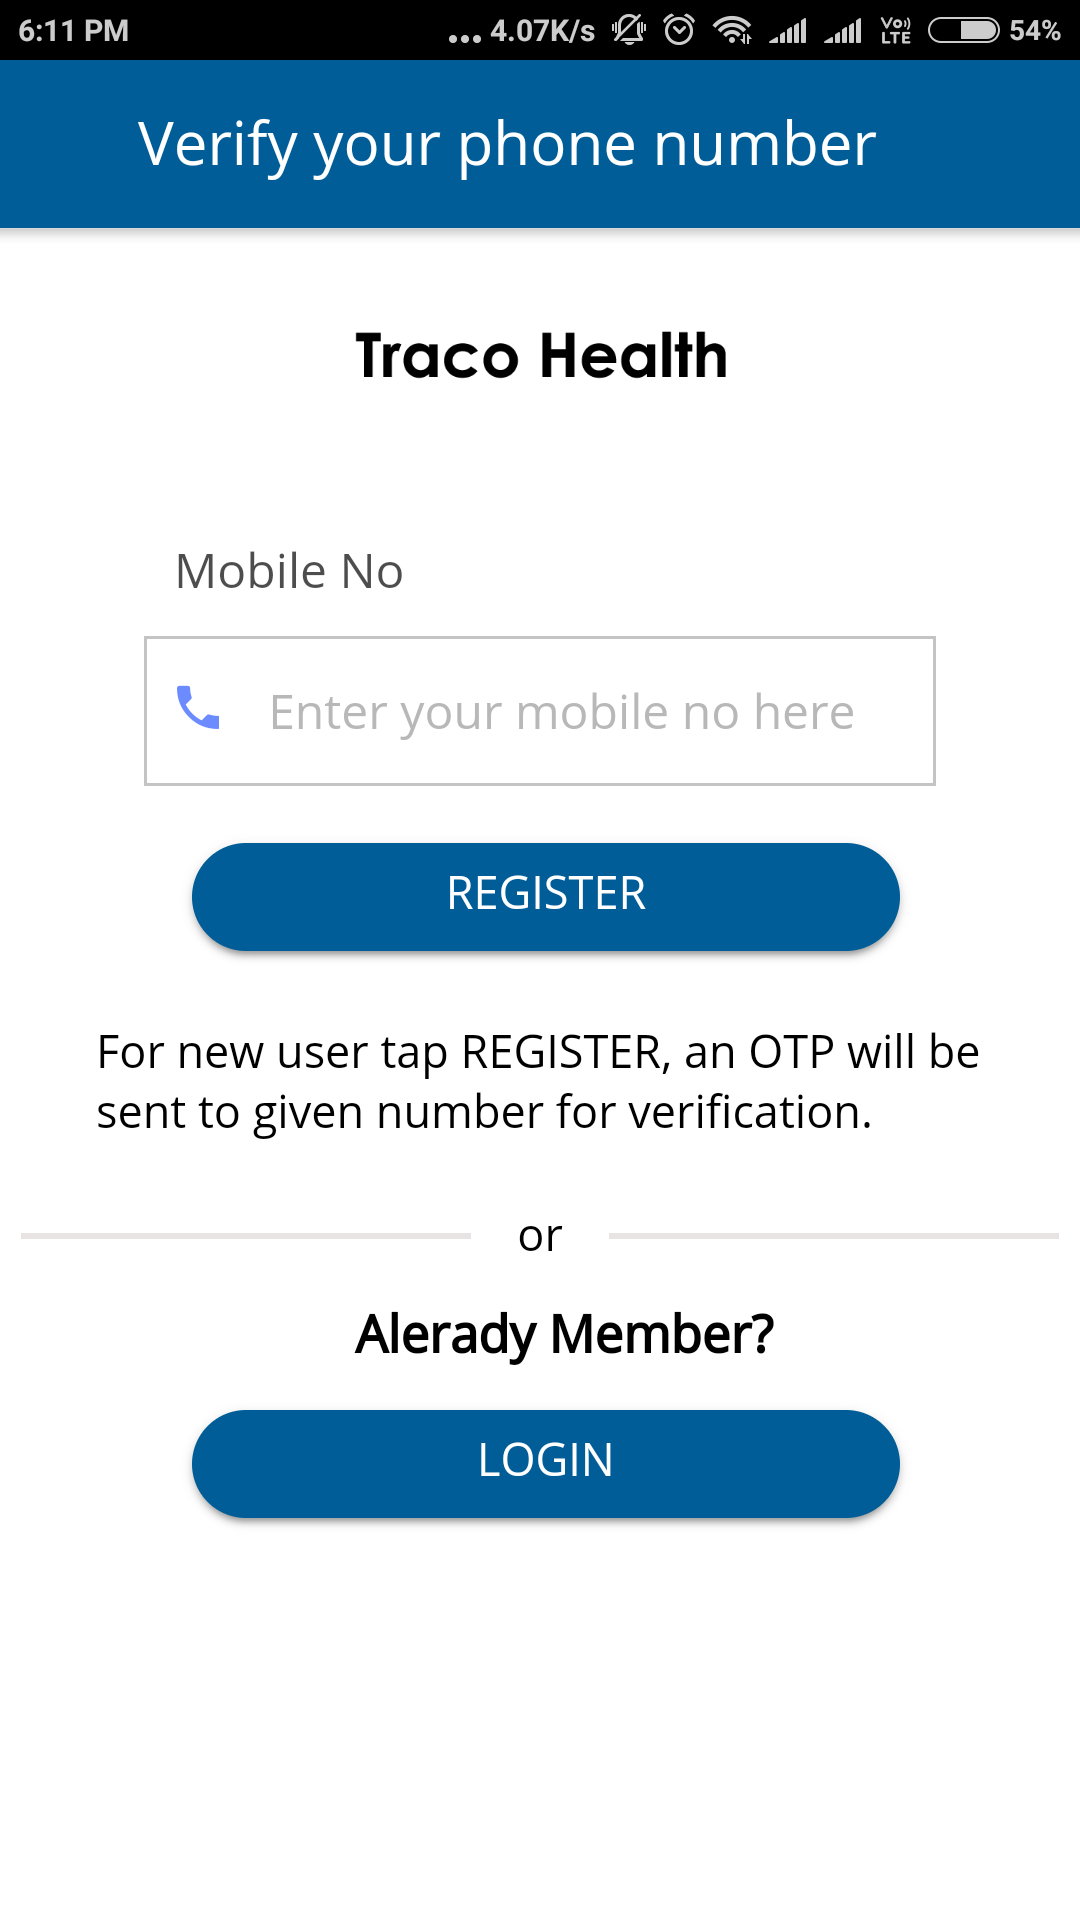 6:11 PM ... 4.07K/s VO LTE 54%
Verify your phone number
Traco Health
Mobile No
Enter your mobile no here
REGISTER
For new user tap REGISTER, an OTP will be
sent to given number for verification.
or
Alerady Member?
LOGIN